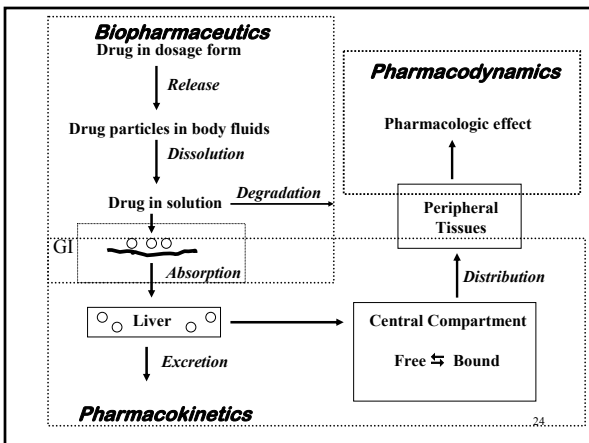 Biopharmaceutics
Drug in dosage form
Release
Drug particles in body fluids
Dissolution
Drug in solution
Degradation
GI
Absorption
Liver
Excretion
Pharmacokinetics
Pharmacodynamics
Pharmacologic effect
Peripheral
Tissues
Distribution
Central Compartment
Free ⇆ Bound
24